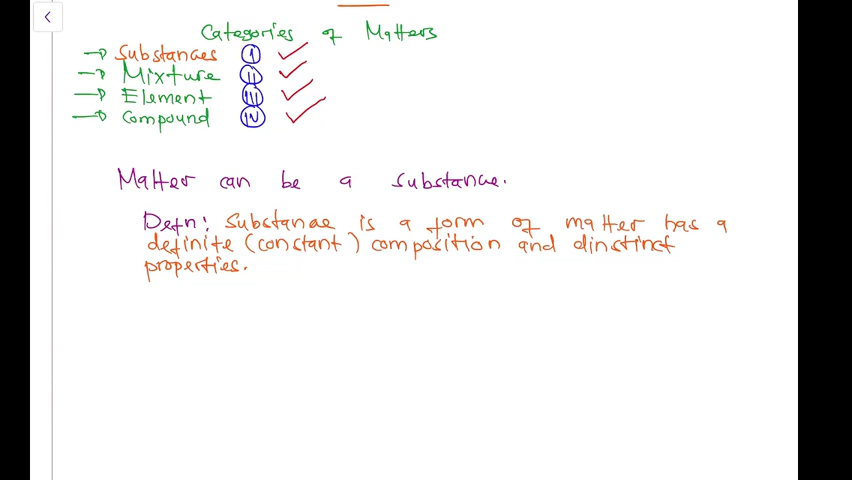 Categories of Matters
→ Substances I ✓
→ Mixture II ✓
→ Element III ✓
→ Compound IV ✓
Matter can be a substance.
Defn: Substance is a form of matter has a
definite (constant) composition and dinstinct
properties.